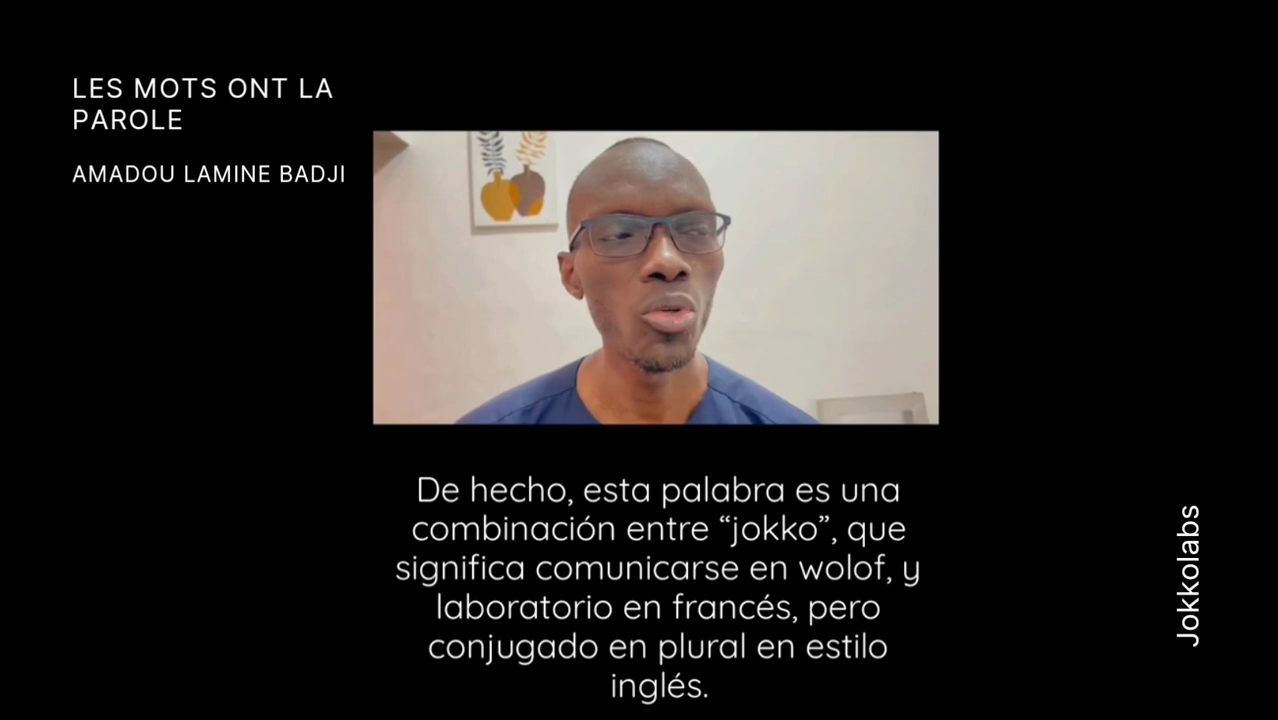 LES MOTS ONT LA
PAROLE
AMADOU LAMINE BADJI
De hecho, esta palabra es una
combinación entre “jokko”, que
significa comunicarse en wolof, y
laboratorio en francés, pero
conjugado en plural en estilo
inglés.
Jokkolabs